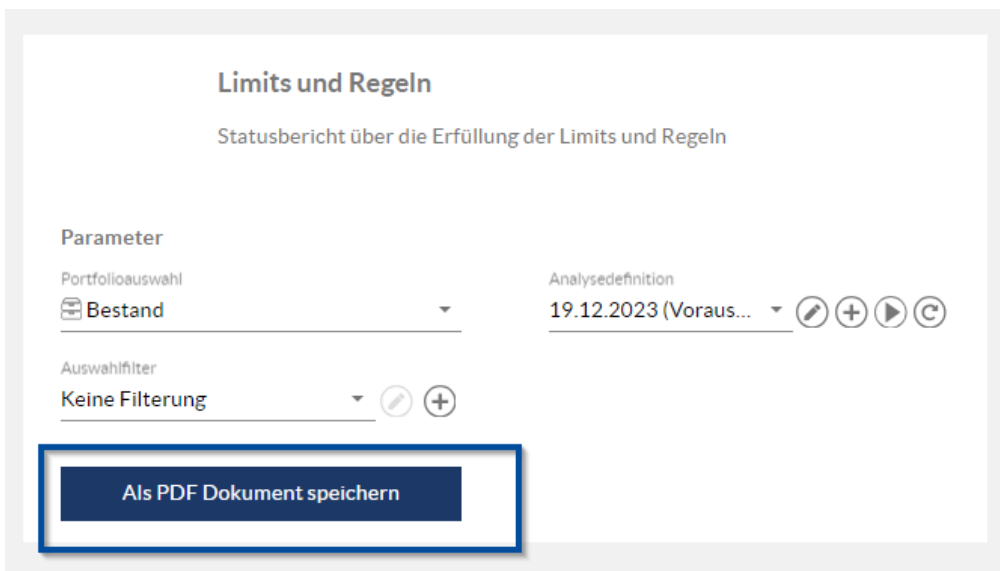 Limits und Regeln
Statusbericht über die Erfüllung der Limits und Regeln
Parameter
Portfolioauswahl
Bestand
Analysedefinition
19.12.2023 (Voraus...
Auswahlfilter
Keine Filterung
Als PDF Dokument speichern